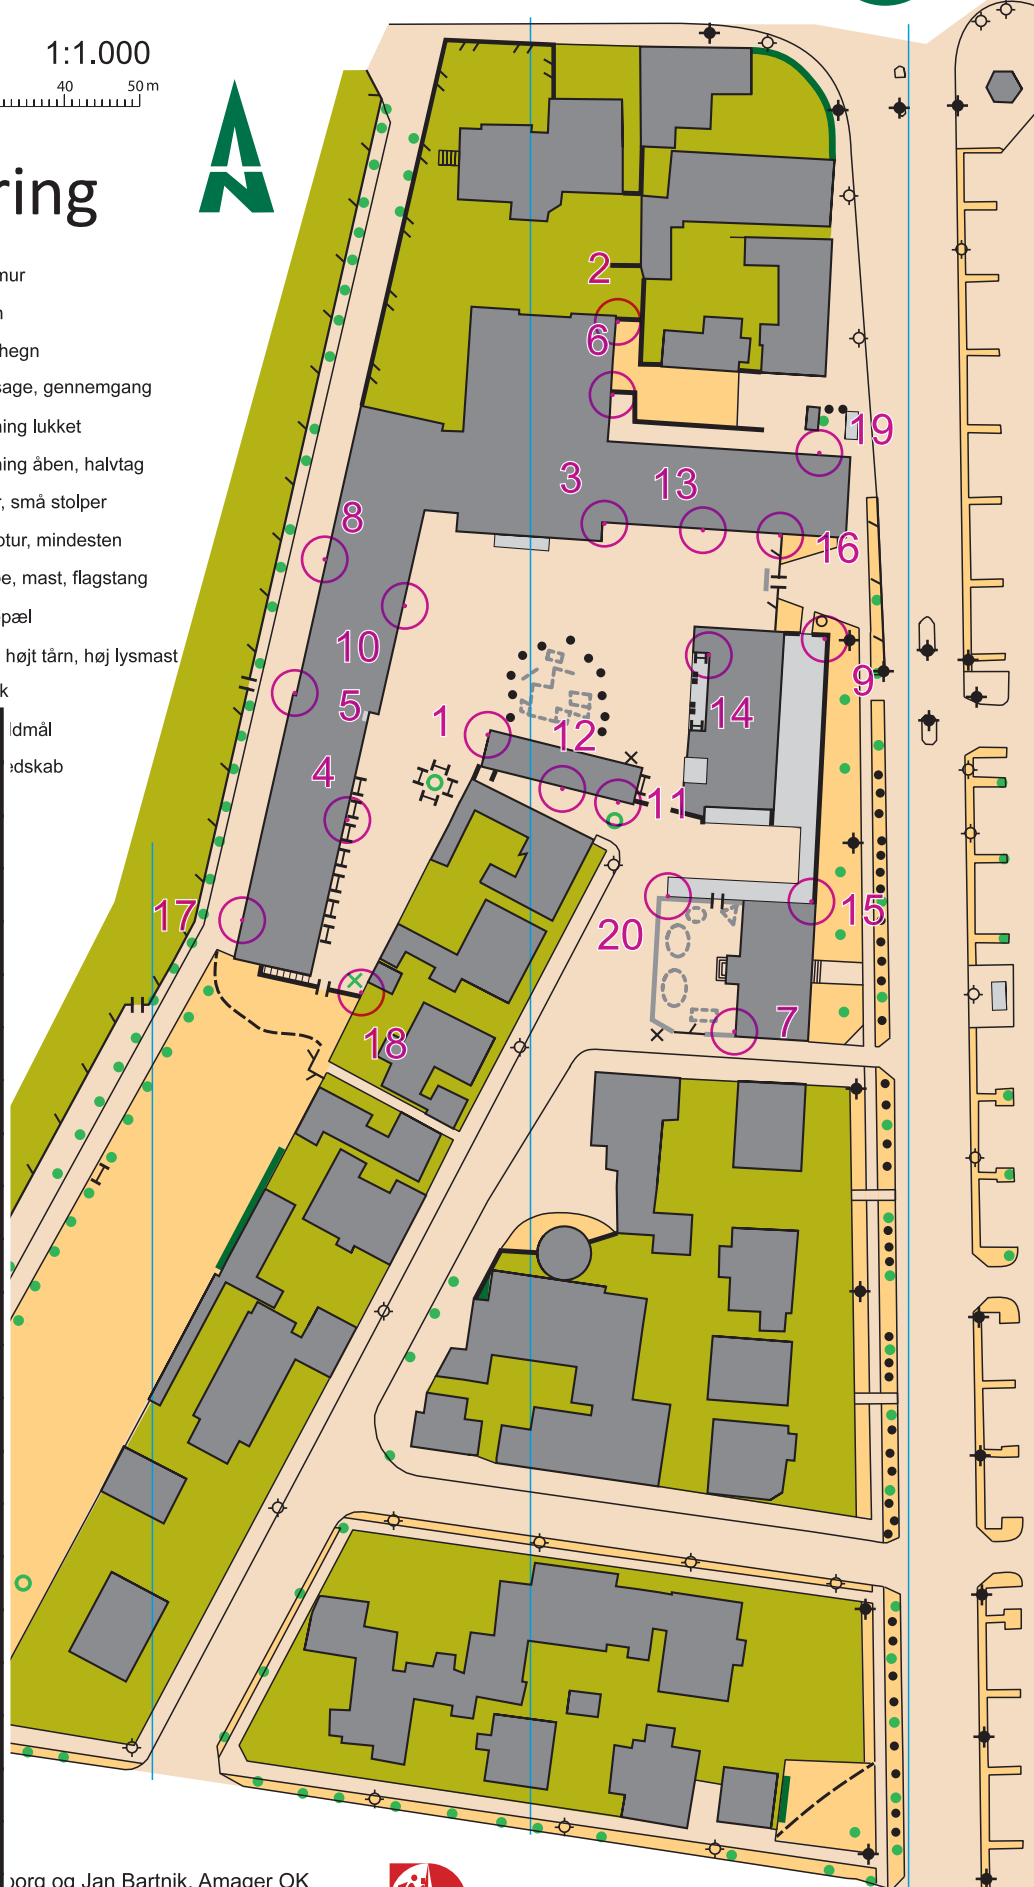 1:1.000
40 50 m
ring
mur
hegn
sage, gennemgang
ning lukket
ning åben, halvtag
r, små stolper
otur, mindesten
be, mast, flagstang
pæl
højt tårn, høj lysmast
k
ldmål
edskab
N
2
6
19
3
13
8
16
10
9
5
1
12
14
4
11
17
15
20
7
18
borg og Jan Bartnik, Amager OK